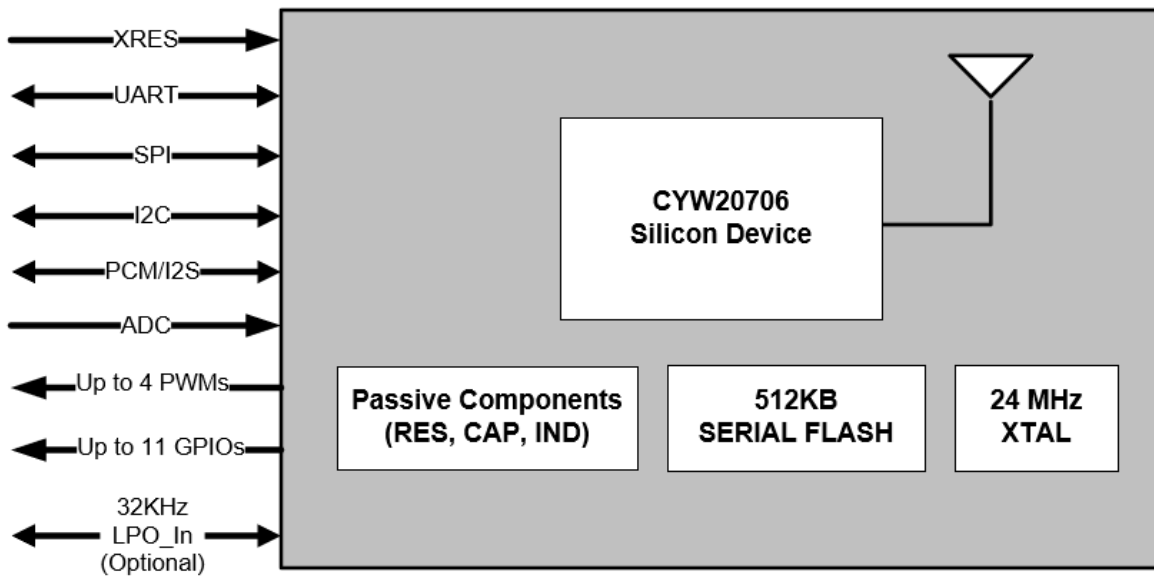 XRES
UART
SPI
I2C
PCM/I2S
ADC
Up to 4 PWMs
Up to 11 GPIOs
32KHz
LPO_In
(Optional)
CYW20706
Silicon Device
Passive Components
(RES, CAP, IND)
512KB
SERIAL FLASH
24 MHz
XTAL